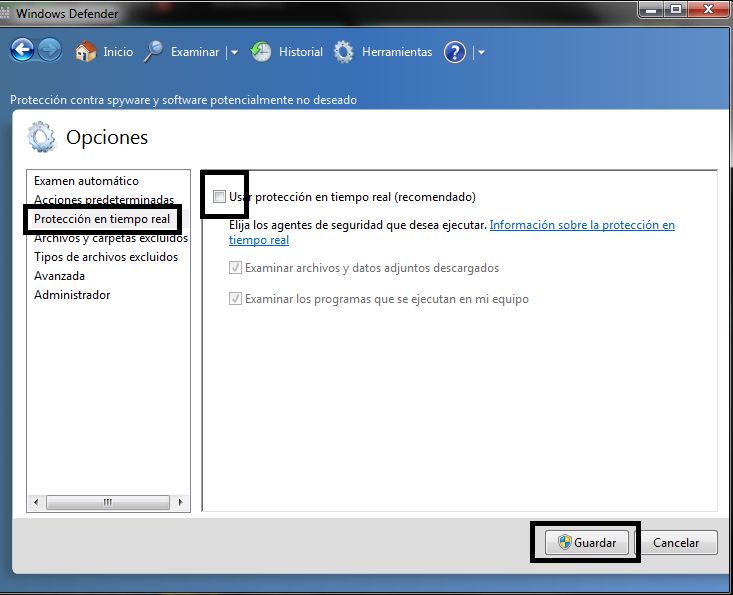 Windows Defender
Inicio
Examinar
Historial
Herramientas
?
Protección contra spyware y software potencialmente no deseado
Opciones
Examen automático
Acciones predeterminadas
Protección en tiempo real
Archivos y carpetas excluidos
Tipos de archivos excluidos
Avanzada
Administrador
Usar protección en tiempo real (recomendado)
Elija los agentes de seguridad que desea ejecutar. Información sobre la protección en
tiempo real
Examinar archivos y datos adjuntos descargados
Examinar los programas que se ejecutan en mi equipo
Guardar
Cancelar